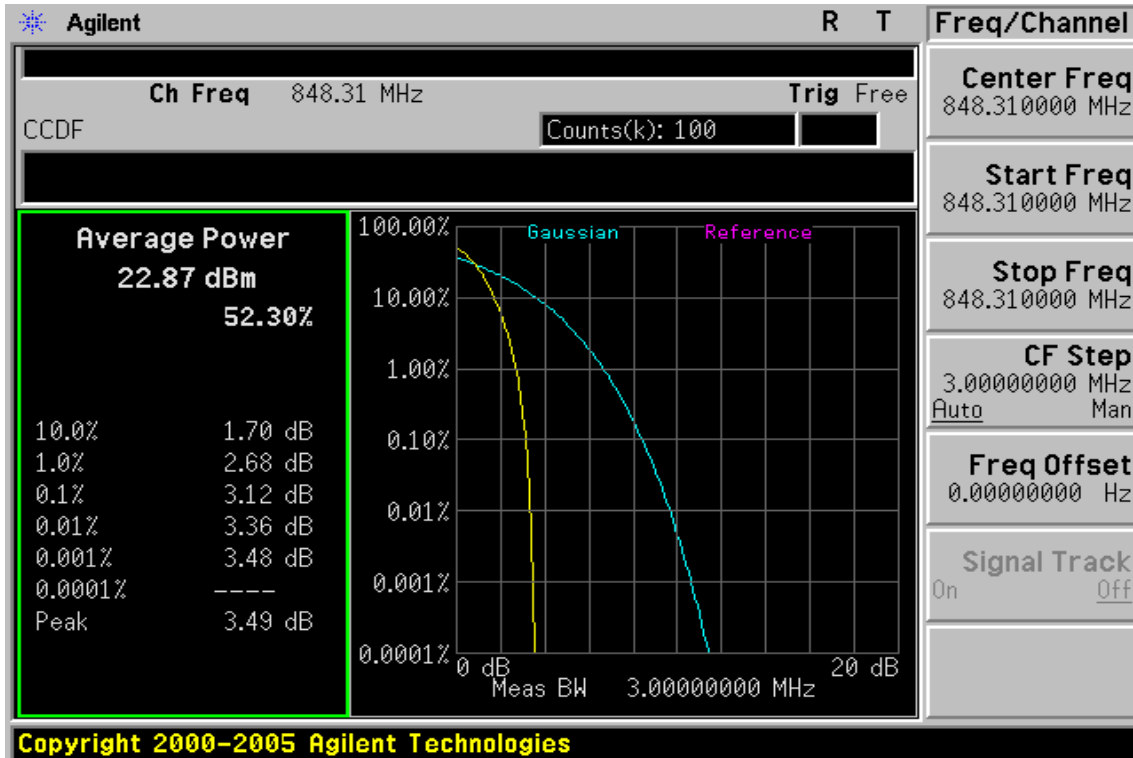 Agilent R T
Ch Freq 848.31 MHz Trig Free
CCDF Counts(k): 100
Average Power
22.87 dBm
52.30%
10.0% 1.70 dB
1.0% 2.68 dB
0.1% 3.12 dB
0.01% 3.36 dB
0.001% 3.48 dB
0.0001% ----
Peak 3.49 dB
Gaussian Reference
100.00%
10.00%
1.00%
0.10%
0.01%
0.001%
0.0001%
0 dB 20 dB
Meas BW 3.00000000 MHz
Freq/Channel
Center Freq
848.310000 MHz
Start Freq
848.310000 MHz
Stop Freq
848.310000 MHz
CF Step
3.00000000 MHz
Auto Man
Freq Offset
0.00000000 Hz
Signal Track
On Off
Copyright 2000-2005 Agilent Technologies